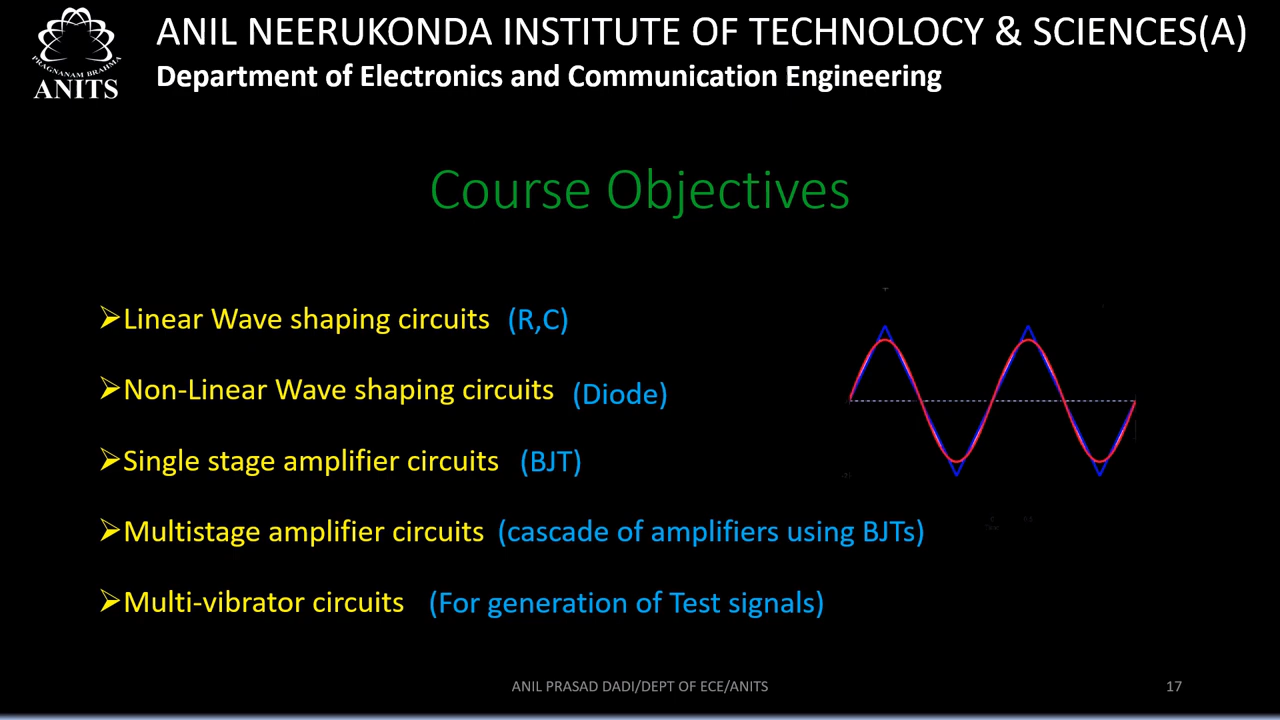 ANIL NEERUKONDA INSTITUTE OF TECHNOLOCY & SCIENCES(A)
Department of Electronics and Communication Engineering
PRAGNANAM BRAHMA
ANITS
Course Objectives
➢Linear Wave shaping circuits (R,C)
➢Non-Linear Wave shaping circuits (Diode)
➢Single stage amplifier circuits (BJT)
➢Multistage amplifier circuits (cascade of amplifiers using BJTs)
➢Multi-vibrator circuits (For generation of Test signals)
ANIL PRASAD DADI/DEPT OF ECE/ANITS
17